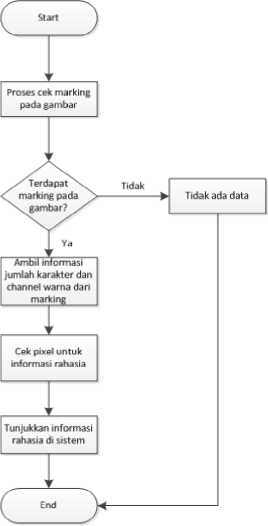 Start
Proses cek marking
pada gambar
Terdapat
marking pada
gambar?
Tidak
Tidak ada data
Ya
Ambil informasi
jumlah karakter dan
channel warna dari
marking
Cek pixel untuk
informasi rahasia
Tunjukkan informasi
rahasia di sistem
End